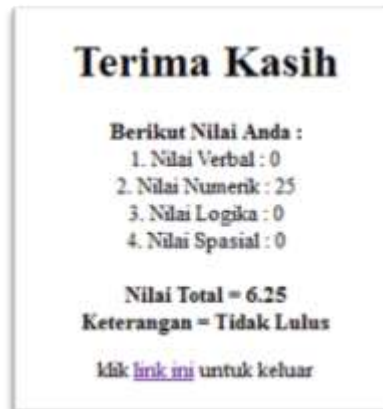 Terima Kasih
Berikut Nilai Anda :
1. Nilai Verbal : 0
2. Nilai Numerik : 25
3. Nilai Logika : 0
4. Nilai Spasial : 0
Nilai Total = 6.25
Keterangan = Tidak Lulus
klik link ini untuk keluar